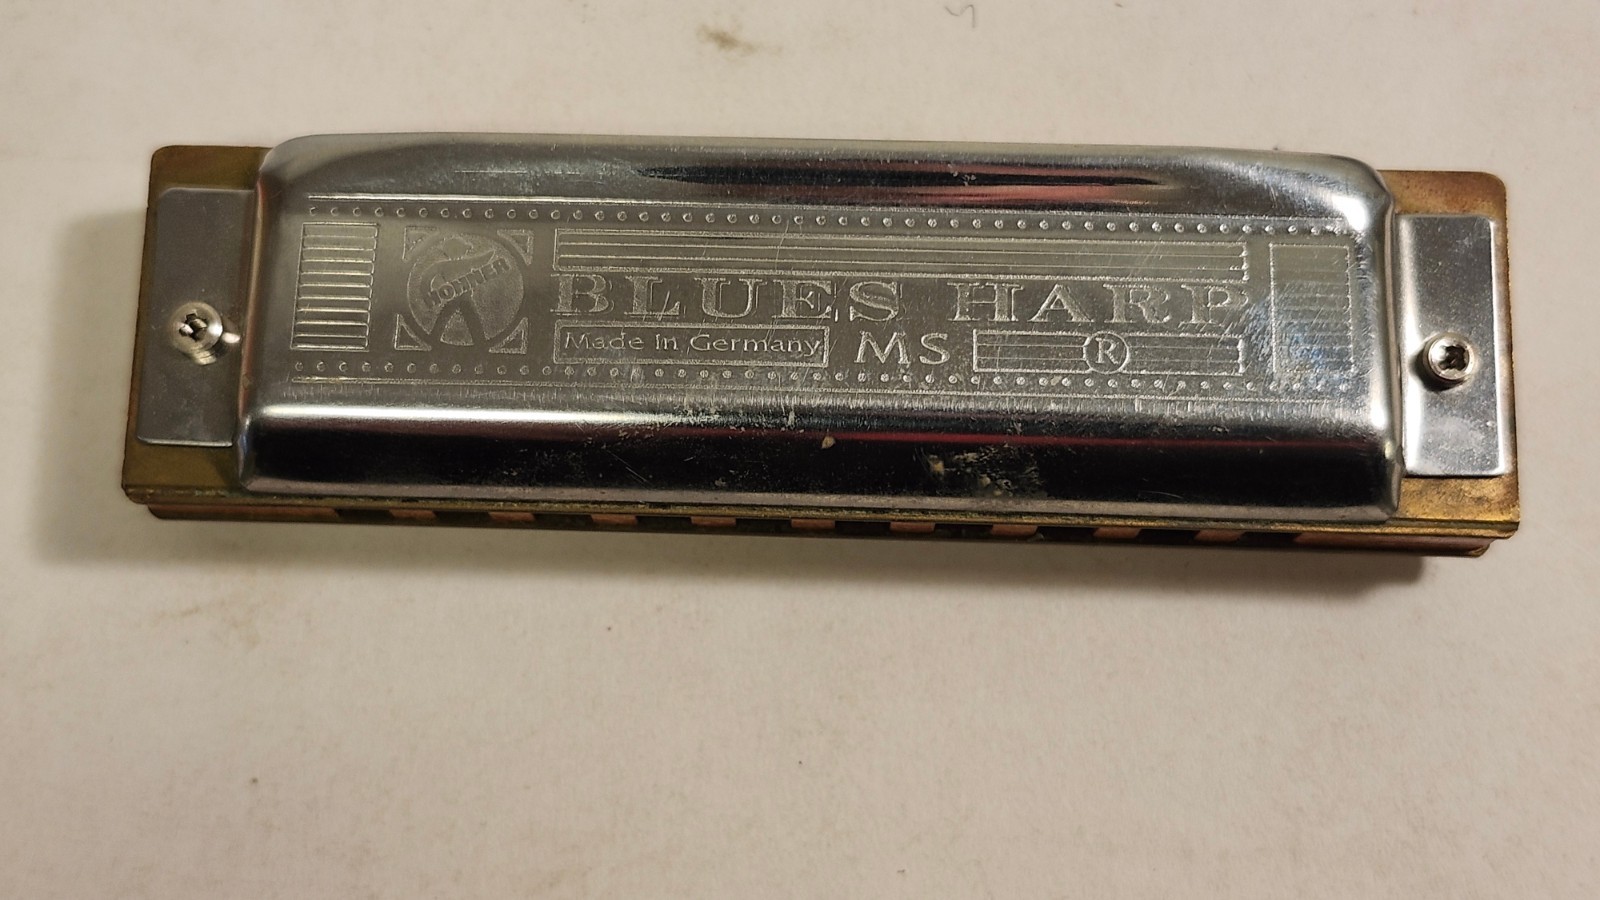 HOHNER
BLUES HARP
Made In Germany MS ®